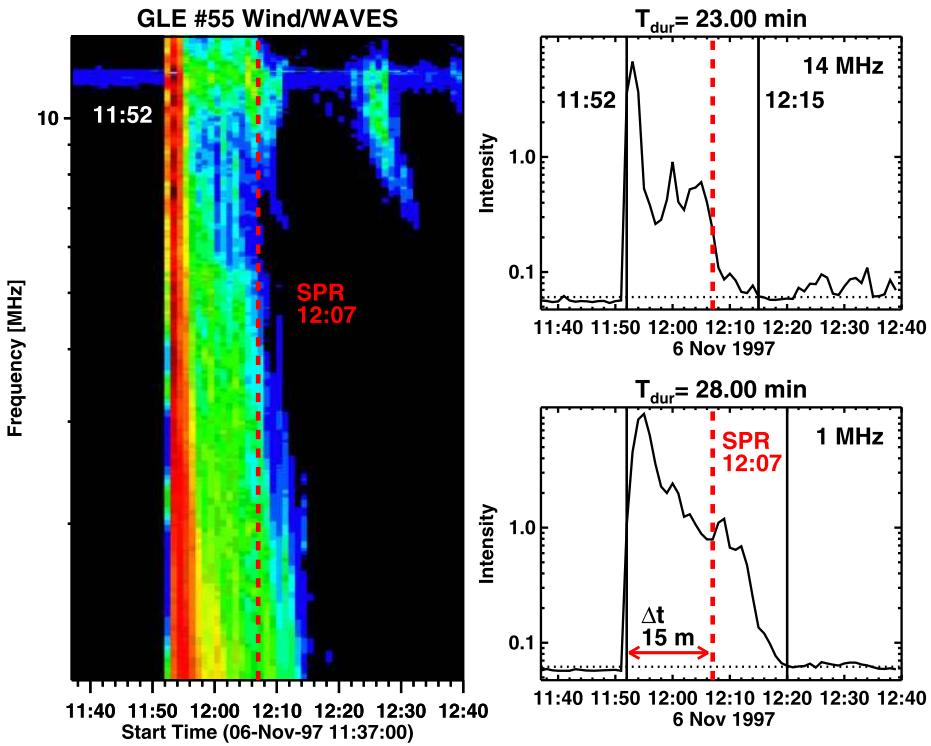 GLE #55 Wind/WAVES
10
11:52
SPR
12:07
Frequency [MHz]
11:40 11:50 12:00 12:10 12:20 12:30 12:40
Start Time (06-Nov-97 11:37:00)
Tdur= 23.00 min
14 MHz
11:52
12:15
Intensity
1.0
0.1
11:40 11:50 12:00 12:10 12:20 12:30 12:40
6 Nov 1997
Tdur= 28.00 min
1 MHz
SPR
12:07
Intensity
1.0
0.1
Δt
15 m
11:40 11:50 12:00 12:10 12:20 12:30 12:40
6 Nov 1997